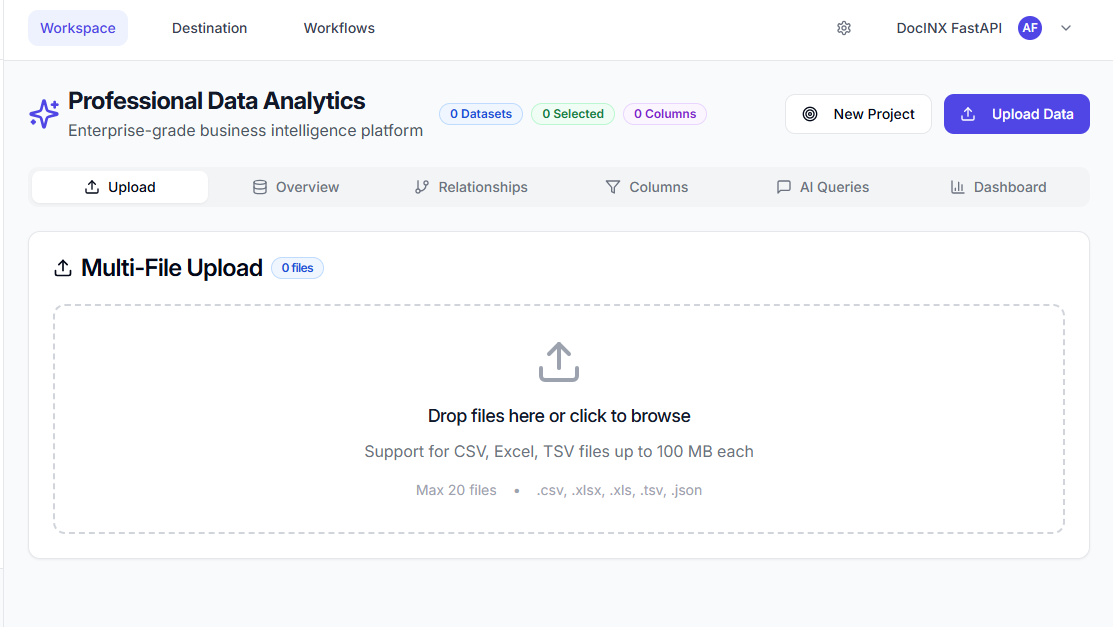 Workspace Destination Workflows DocINX FastAPI AF
Professional Data Analytics
Enterprise-grade business intelligence platform
0 Datasets 0 Selected 0 Columns New Project Upload Data
Upload Overview Relationships Columns AI Queries Dashboard
Multi-File Upload 0 files
Drop files here or click to browse
Support for CSV, Excel, TSV files up to 100 MB each
Max 20 files • .csv, .xlsx, .xls, .tsv, .json